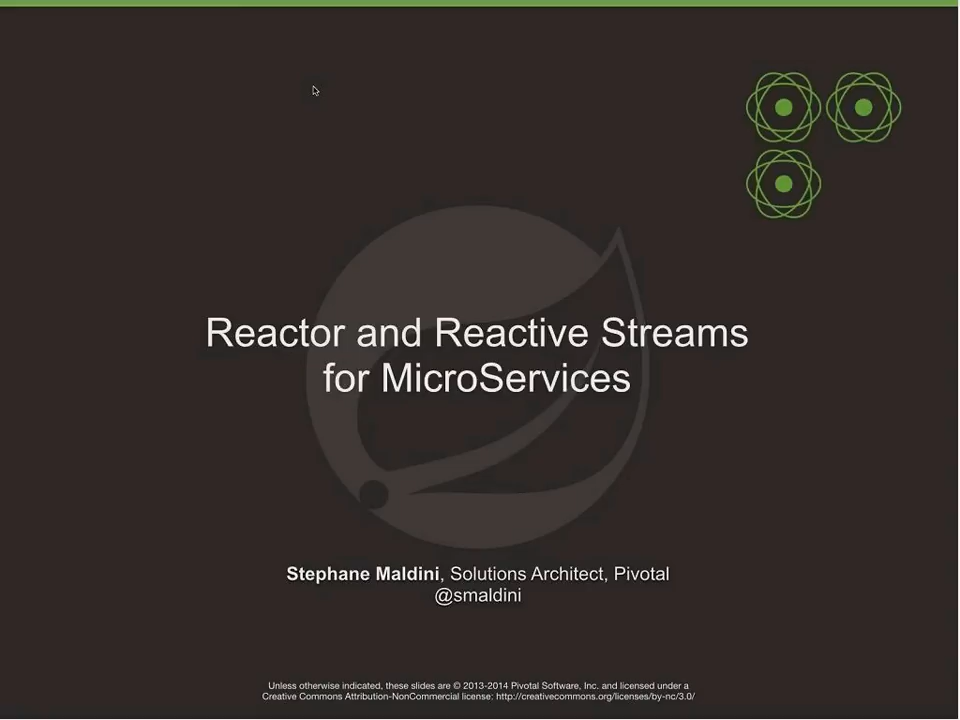 Reactor and Reactive Streams
for MicroServices
Stephane Maldini, Solutions Architect, Pivotal
@smaldini
Unless otherwise indicated, these slides are © 2013-2014 Pivotal Software, Inc. and licensed under a
Creative Commons Attribution-NonCommercial license: http://creativecommons.org/licenses/by-nc/3.0/